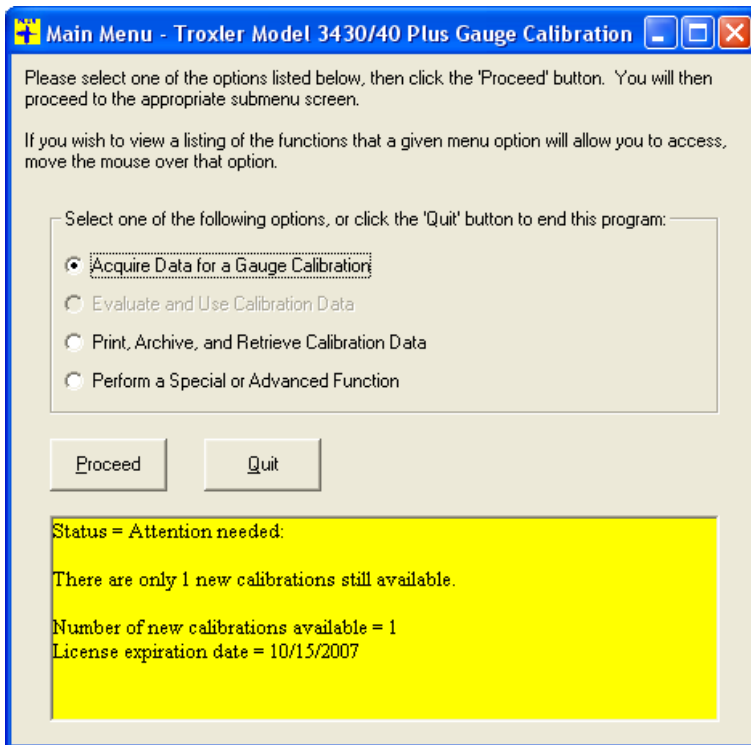 Main Menu - Troxler Model 3430/40 Plus Gauge Calibration
Please select one of the options listed below, then click the 'Proceed' button. You will then
proceed to the appropriate submenu screen.
If you wish to view a listing of the functions that a given menu option will allow you to access,
move the mouse over that option.
Select one of the following options, or click the 'Quit' button to end this program:
Acquire Data for a Gauge Calibration
Evaluate and Use Calibration Data
Print, Archive, and Retrieve Calibration Data
Perform a Special or Advanced Function
Proceed
Quit
Status = Attention needed:
There are only 1 new calibrations still available.
Number of new calibrations available = 1
License expiration date = 10/15/2007